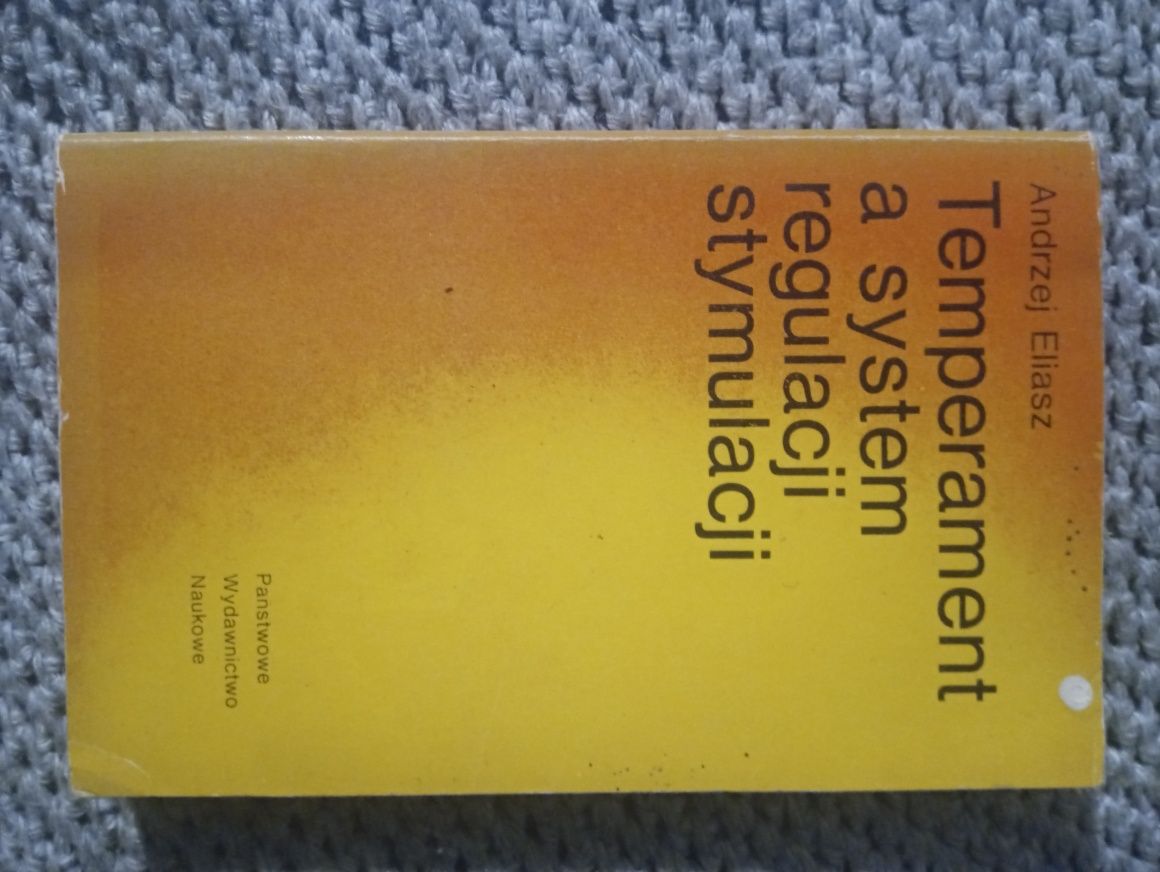 Andrzej Eliasz
Temperament
a system
regulacji
stymulacji
Państwowe
Wydawnictwo
Naukowe